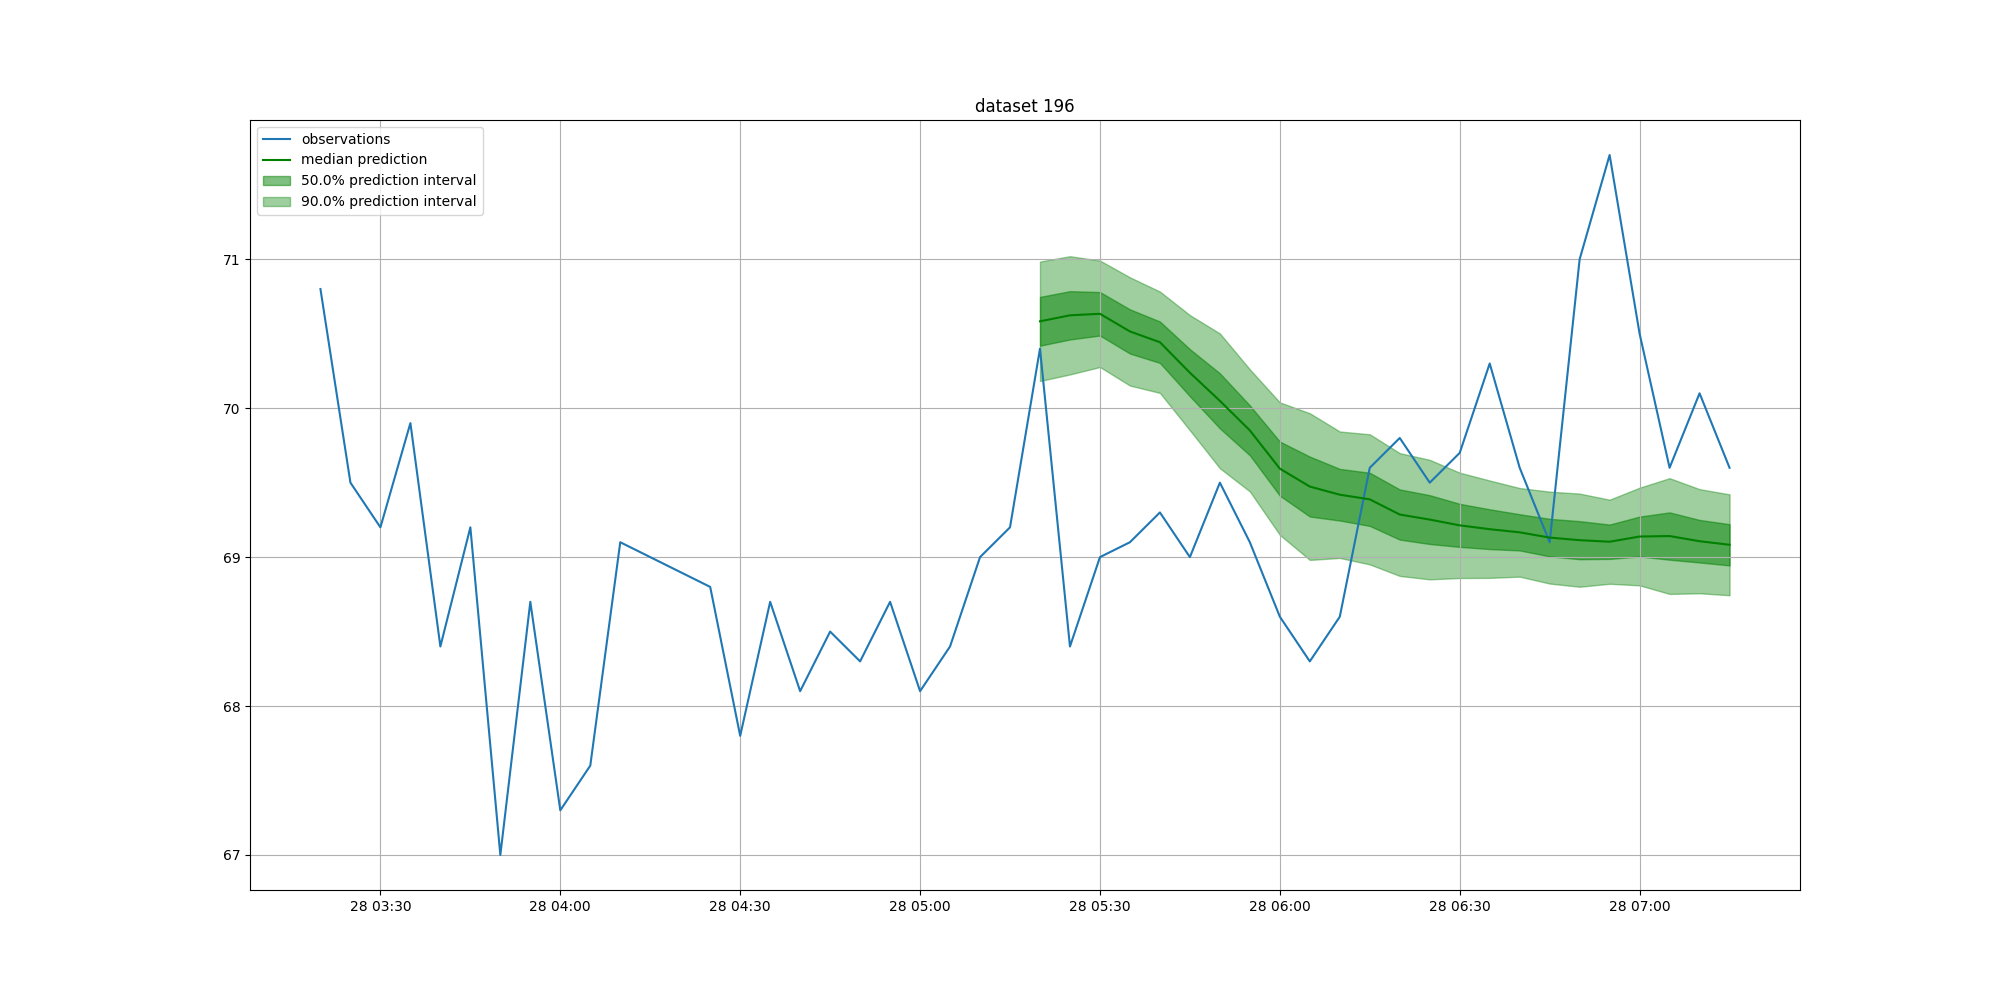 dataset 196
observations
median prediction
50.0% prediction interval
90.0% prediction interval
71
70
69
68
67
28 03:30
28 04:00
28 04:30
28 05:00
28 05:30
28 06:00
28 06:30
28 07:00